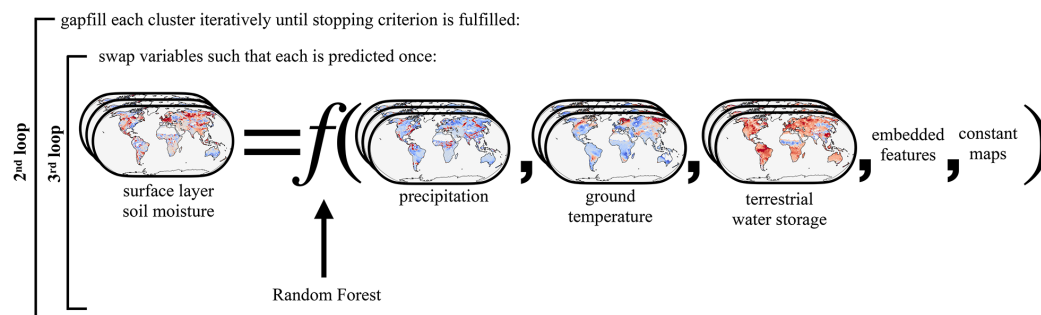 gapfill each cluster iteratively until stopping criterion is fulfilled:
swap variables such that each is predicted once:
2nd loop
3rd loop
= f ( , , , , )
surface layer
soil moisture
precipitation
ground
temperature
terrestrial
water storage
embedded
features
constant
maps
Random Forest